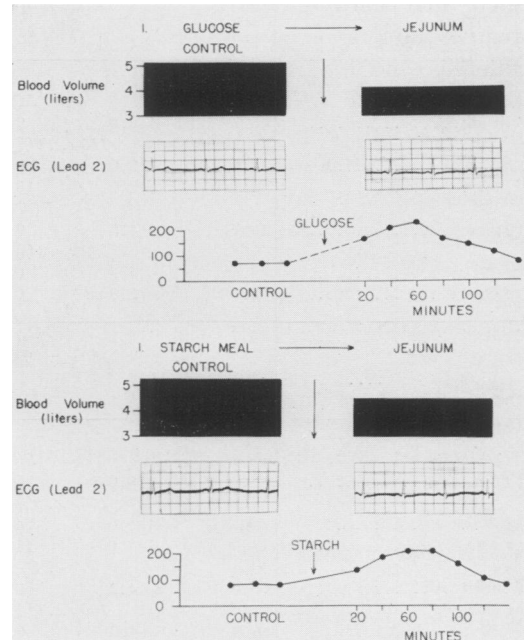 I. GLUCOSE → JEJUNUM
CONTROL
Blood Volume
(liters)
5
4
3
ECG (Lead 2)
GLUCOSE
200
100
0
CONTROL
20 60 100
MINUTES
I. STARCH MEAL → JEJUNUM
CONTROL
Blood Volume
(liters)
5
4
3
ECG (Lead 2)
STARCH
200
100
0
CONTROL
20 60 100
MINUTES